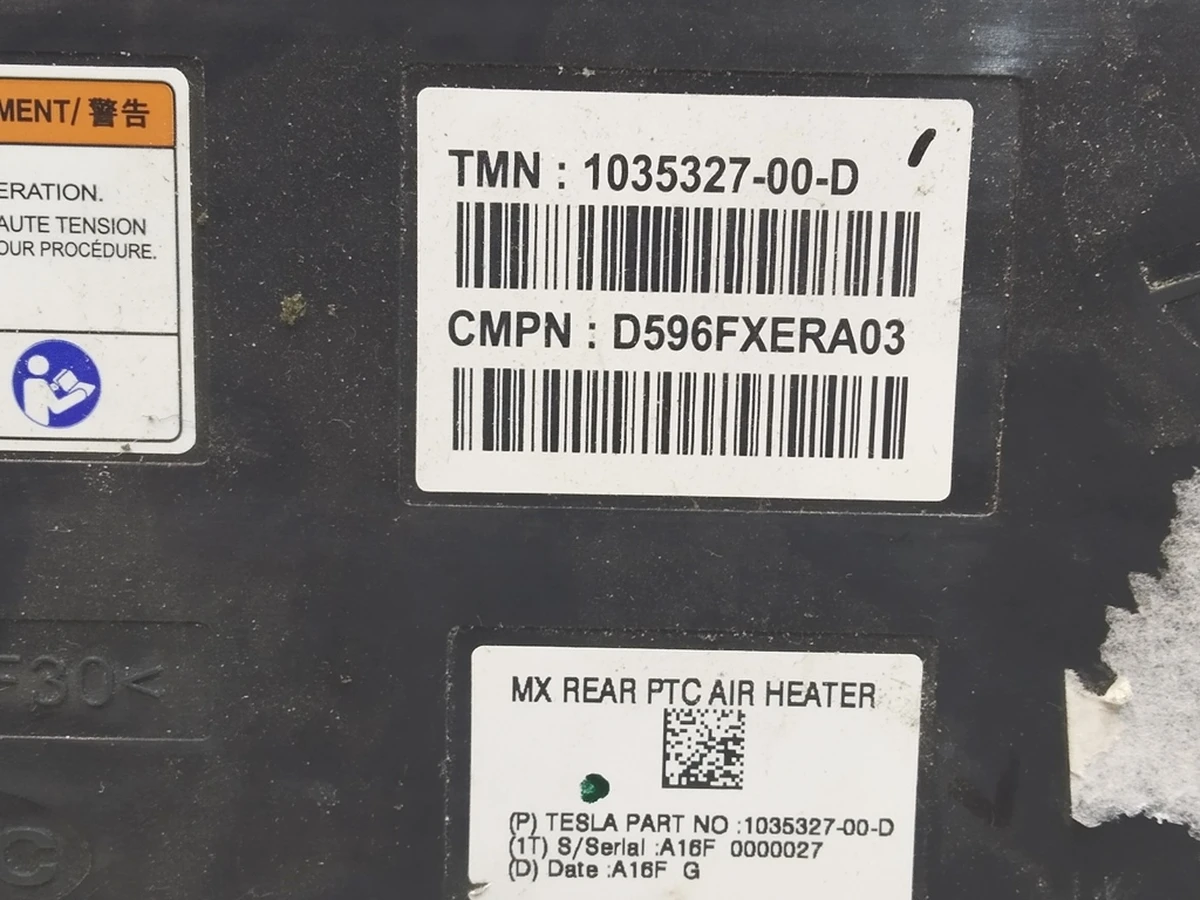 MENT/ 警告
ERATION.
AUTE TENSION
OUR PROCÉDURE.
TMN : 1035327-00-D
CMPN : D596FXERA03
F30<
MX REAR PTC AIR HEATER
(P) TESLA PART NO :1035327-00-D
(1T) S/Serial :A16F 0000027
(D) Date :A16F G